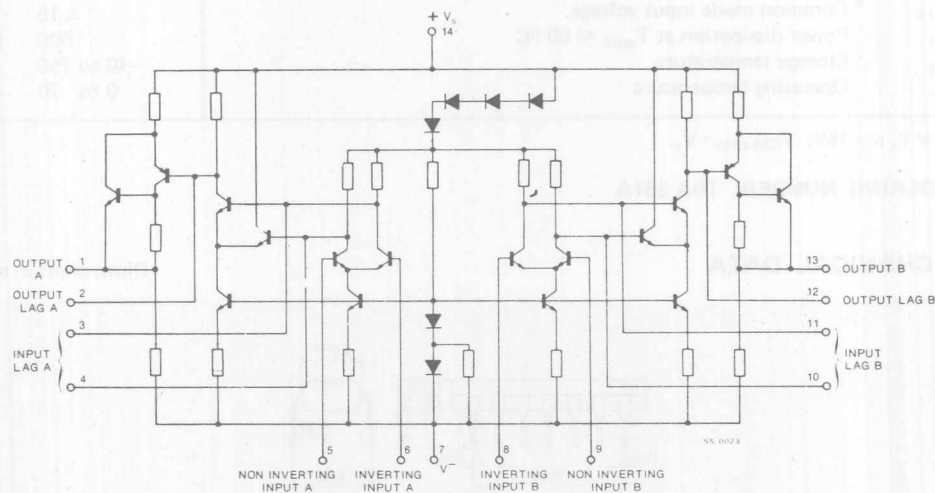 Common mode input voltage
Power dissipation at Tamb ≤ 60 °C
Storage temperature
Operating temperature
-40 to 150
0 to 70
+ Vs
14
OUTPUT A 1
OUTPUT LAG A 2
INPUT LAG A
3
4
13 OUTPUT B
12 OUTPUT LAG B
11
INPUT LAG B
10
5
6
7
8
9
V-
NON INVERTING INPUT A
INVERTING INPUT A
INVERTING INPUT B
NON INVERTING INPUT B
SS 0023